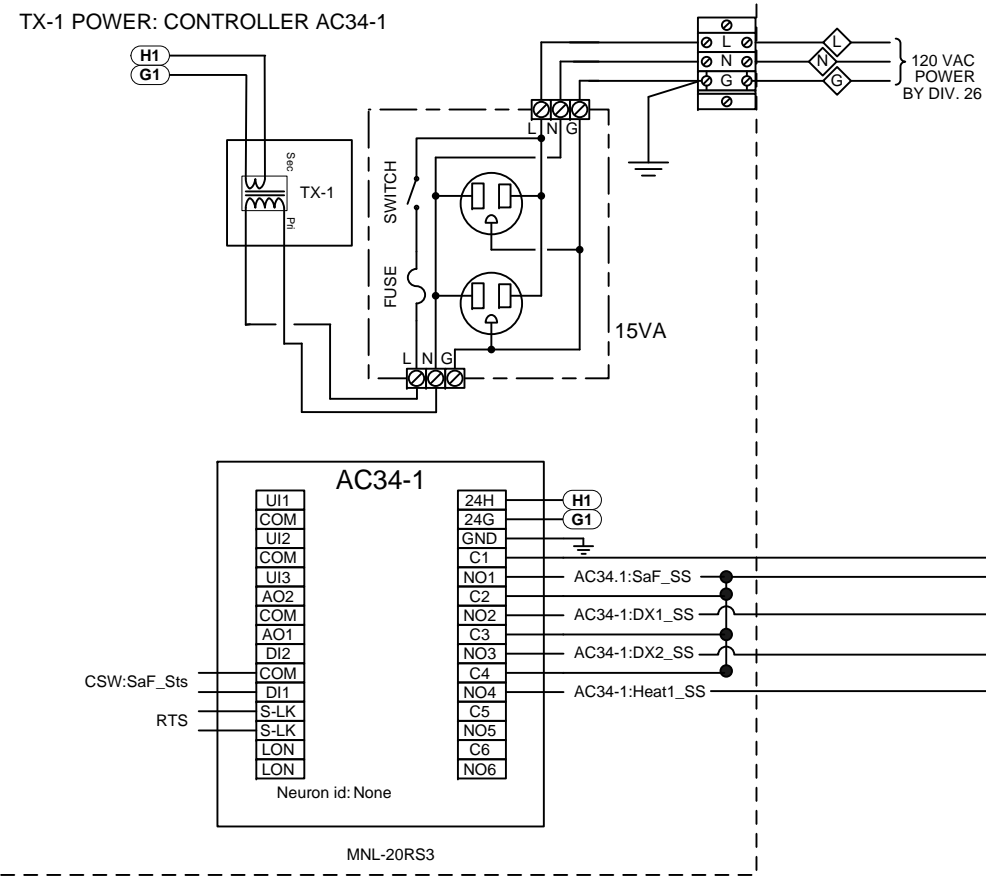 TX-1 POWER: CONTROLLER AC34-1
H1
G1
L
N
G
L
N
G
120 VAC
POWER
BY DIV. 26
L N G
Sec
TX-1
Pri
SWITCH
FUSE
15VA
L N G
AC34-1
UI1
COM
UI2
COM
UI3
AO2
COM
AO1
DI2
COM
DI1
S-LK
S-LK
LON
LON
CSW:SaF_Sts
RTS
24H
24G
GND
C1
NO1
C2
NO2
C3
NO3
C4
NO4
C5
NO5
C6
NO6
H1
G1
AC34.1:SaF_SS
AC34-1:DX1_SS
AC34-1:DX2_SS
AC34-1:Heat1_SS
Neuron id: None
MNL-20RS3